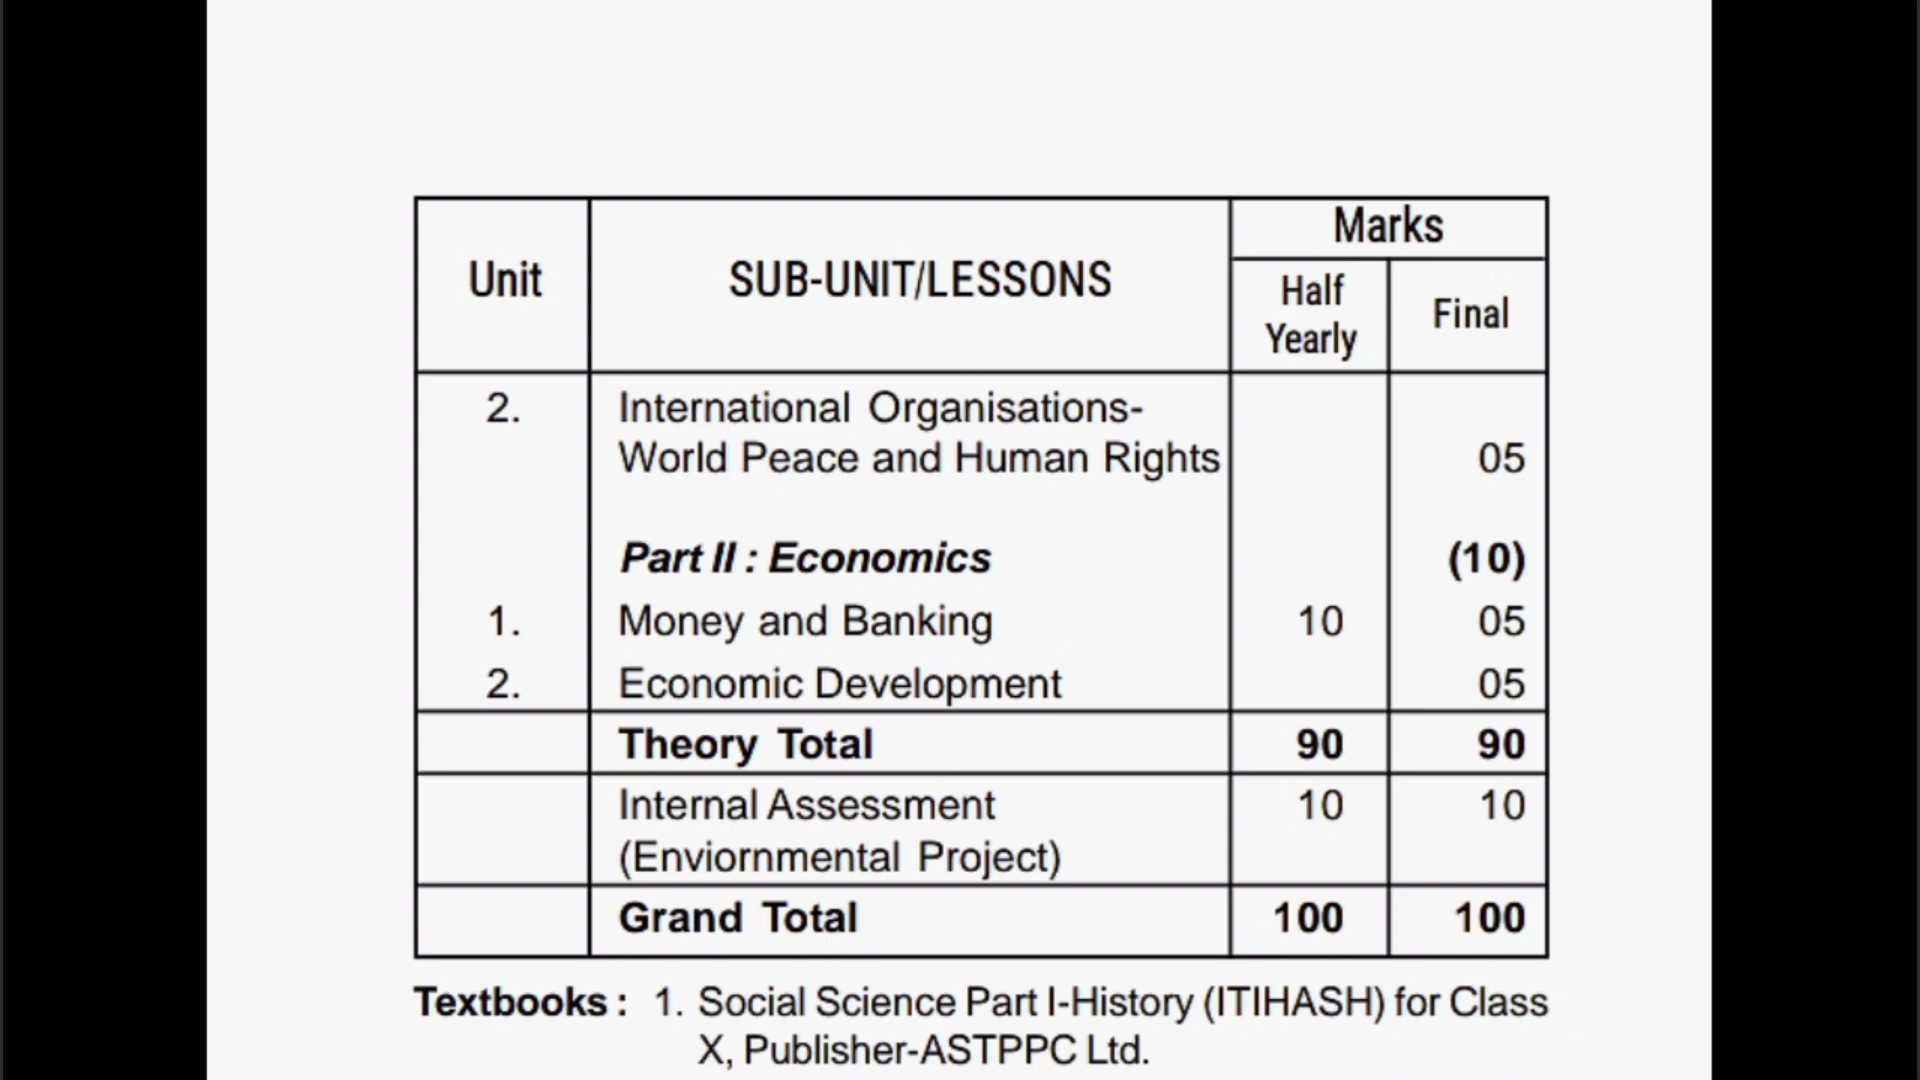 Marks
Unit SUB-UNIT/LESSONS Half Yearly Final
2. International Organisations-
World Peace and Human Rights 05
Part II : Economics (10)
1. Money and Banking 10 05
2. Economic Development 05
Theory Total 90 90
Internal Assessment 10 10
(Enviornmental Project)
Grand Total 100 100
Textbooks : 1. Social Science Part I-History (ITIHASH) for Class
X, Publisher-ASTPPC Ltd.